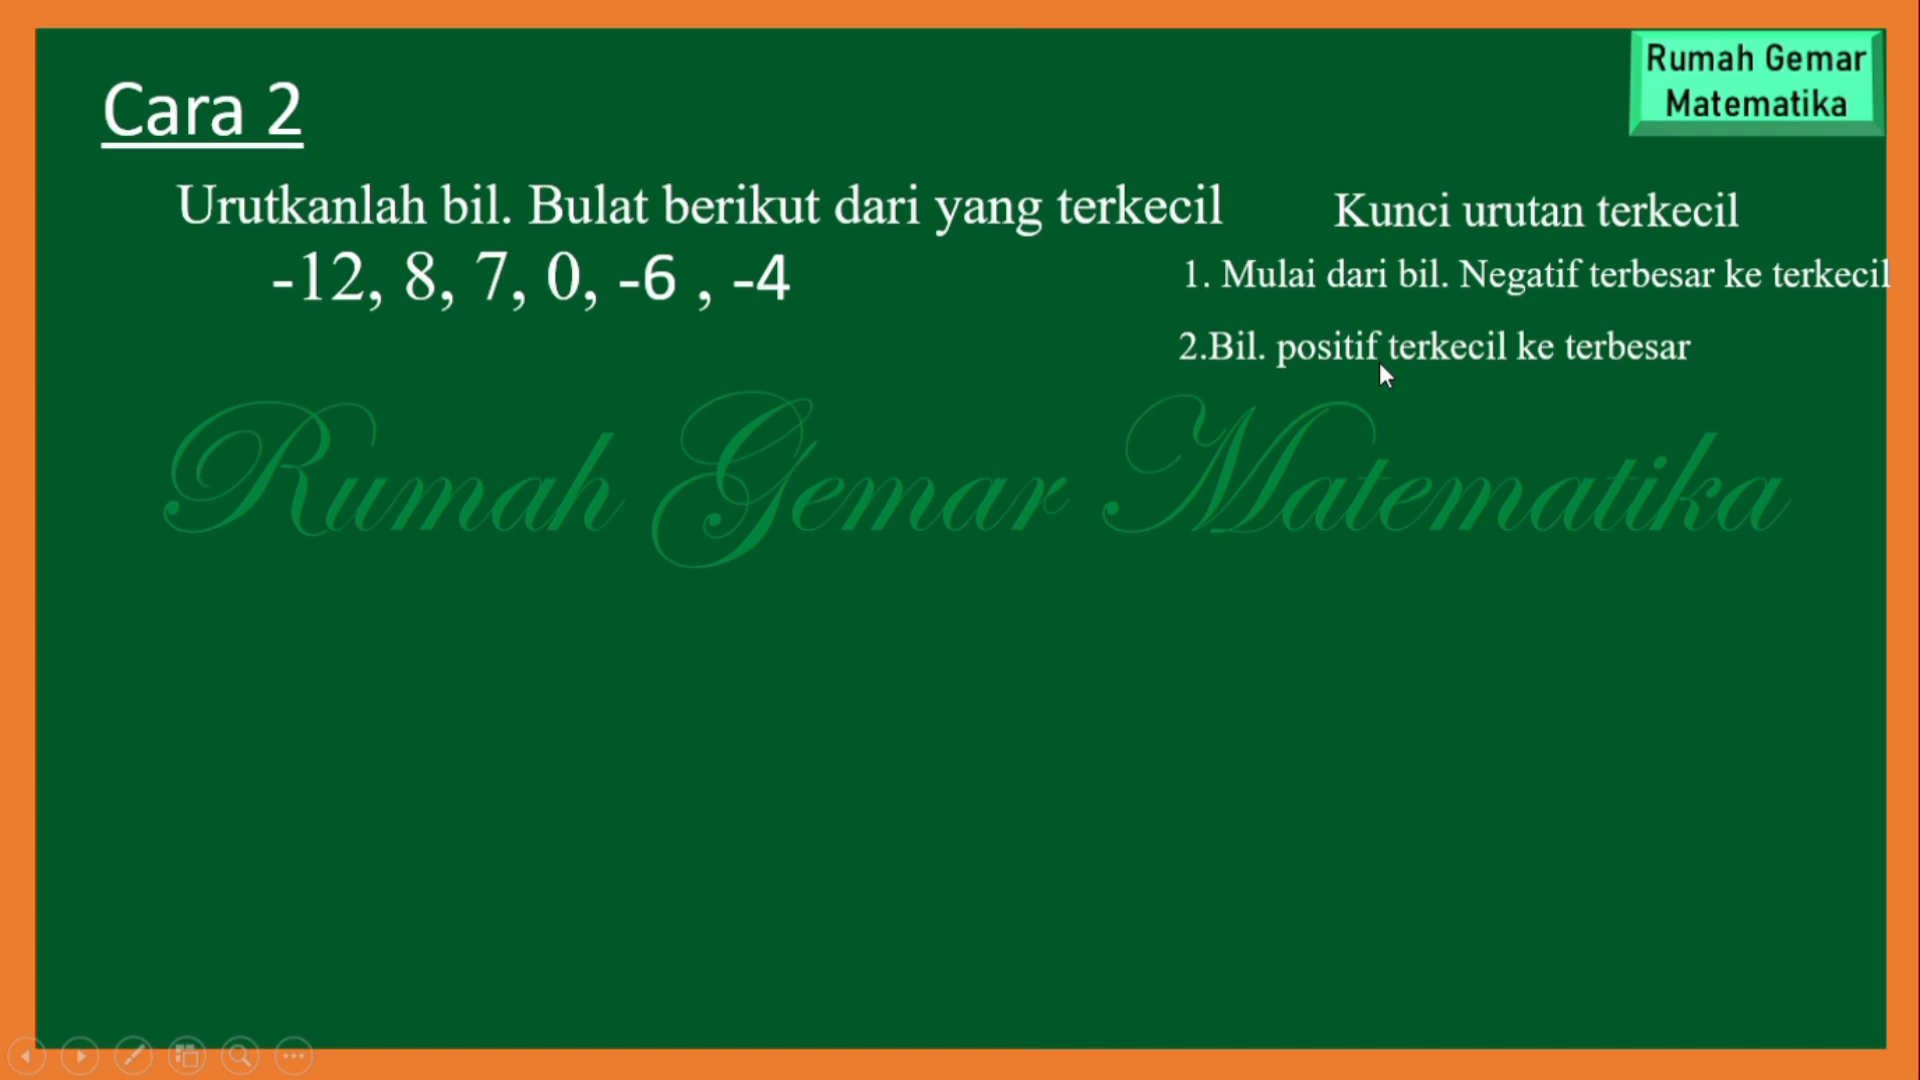 Rumah Gemar
Matematika
Cara 2
Urutkanlah bil. Bulat berikut dari yang terkecil
-12, 8, 7, 0, -6 , -4
Kunci urutan terkecil
1. Mulai dari bil. Negatif terbesar ke terkecil
2.Bil. positif terkecil ke terbesar
Rumah Gemar Matematika